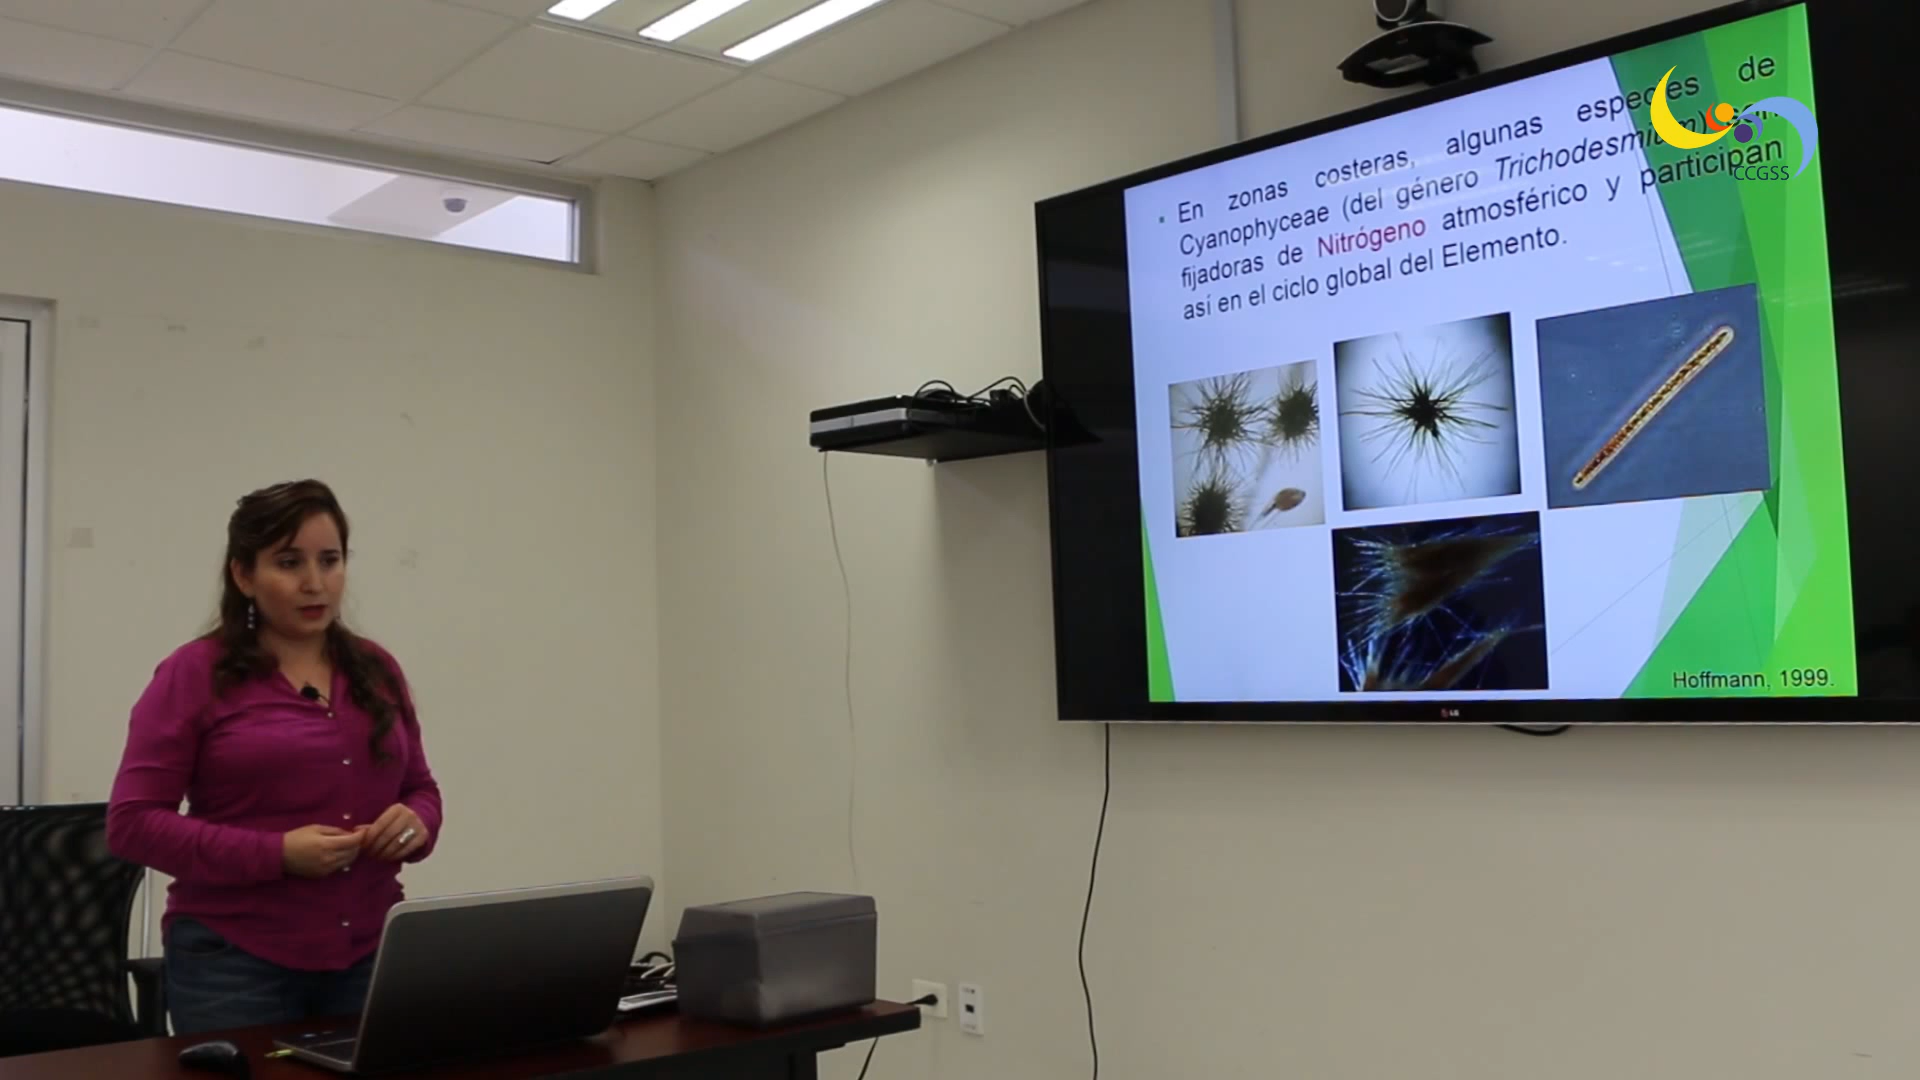 En zonas costeras, algunas especies de
Cyanophyceae (del género Trichodesmium) son
fijadoras de Nitrógeno atmosférico y participan
así en el ciclo global del Elemento.
CCGSS
Hoffmann, 1999.
LG